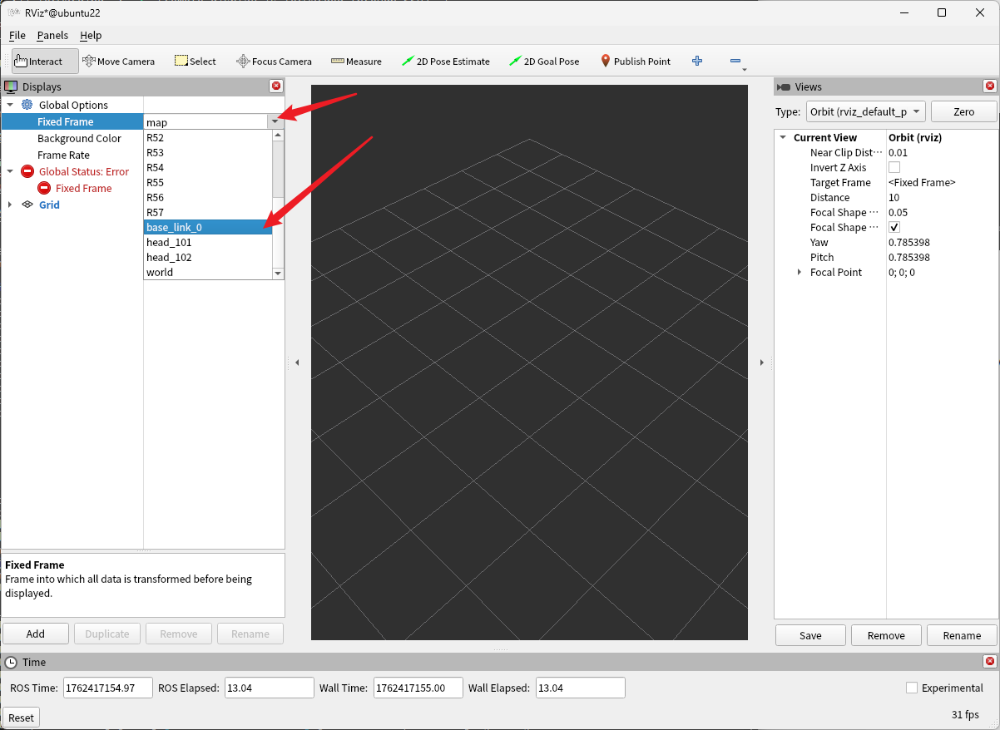 RViz*@ubuntu22
File Panels Help
Interact Move Camera Select Focus Camera Measure 2D Pose Estimate 2D Goal Pose Publish Point
Displays
Global Options
Fixed Frame map
Background Color
Frame Rate
Global Status: Error
Fixed Frame
Grid
R52
R53
R54
R55
R56
R57
base_link_0
head_101
head_102
world
Fixed Frame
Frame into which all data is transformed before being
displayed.
Add Duplicate Remove Rename
Views
Type: Orbit (rviz_default_p Zero
Current View Orbit (rviz)
Near Clip Dist··· 0.01
Invert Z Axis
Target Frame <Fixed Frame>
Distance 10
Focal Shape ··· 0.05
Focal Shape ···
Yaw 0.785398
Pitch 0.785398
Focal Point 0; 0; 0
Save Remove Rename
Time
ROS Time: 1762417154.97 ROS Elapsed: 13.04 Wall Time: 1762417155.00 Wall Elapsed: 13.04 Experimental
Reset 31 fps